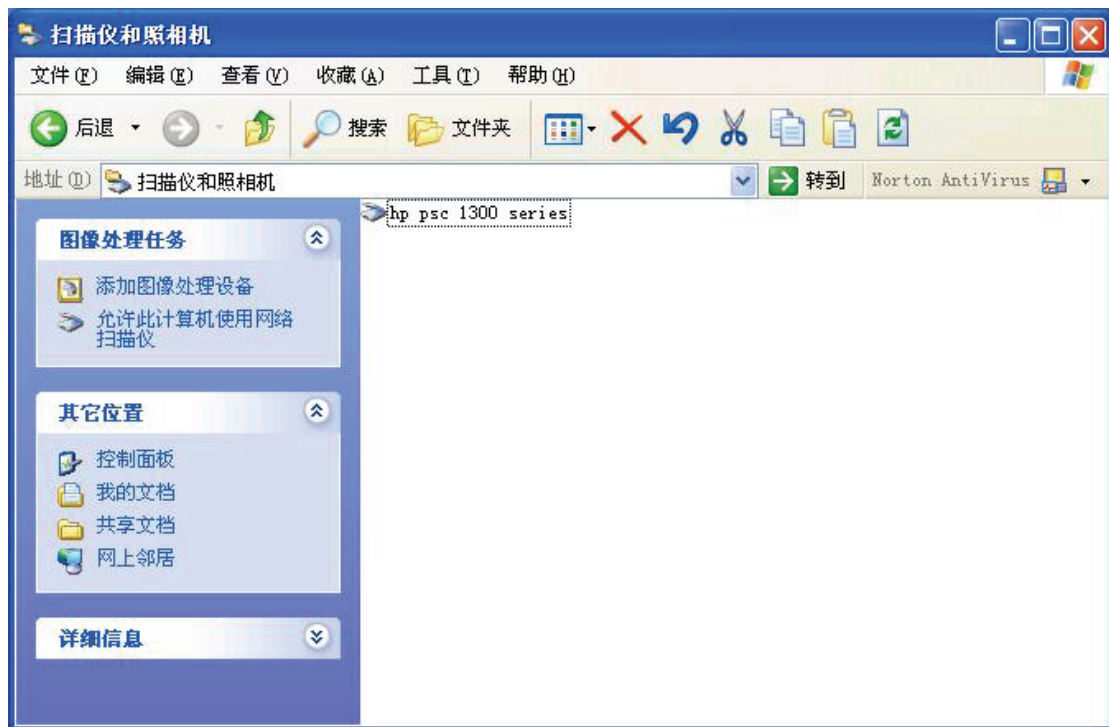 扫描仪和照相机
文件(F) 编辑(E) 查看(V) 收藏(A) 工具(T) 帮助(H)
后退 搜索 文件夹
地址(D) 扫描仪和照相机 转到 Norton AntiVirus
hp psc 1300 series
图像处理任务
添加图像处理设备
允许此计算机使用网络
扫描仪
其它位置
控制面板
我的文档
共享文档
网上邻居
详细信息